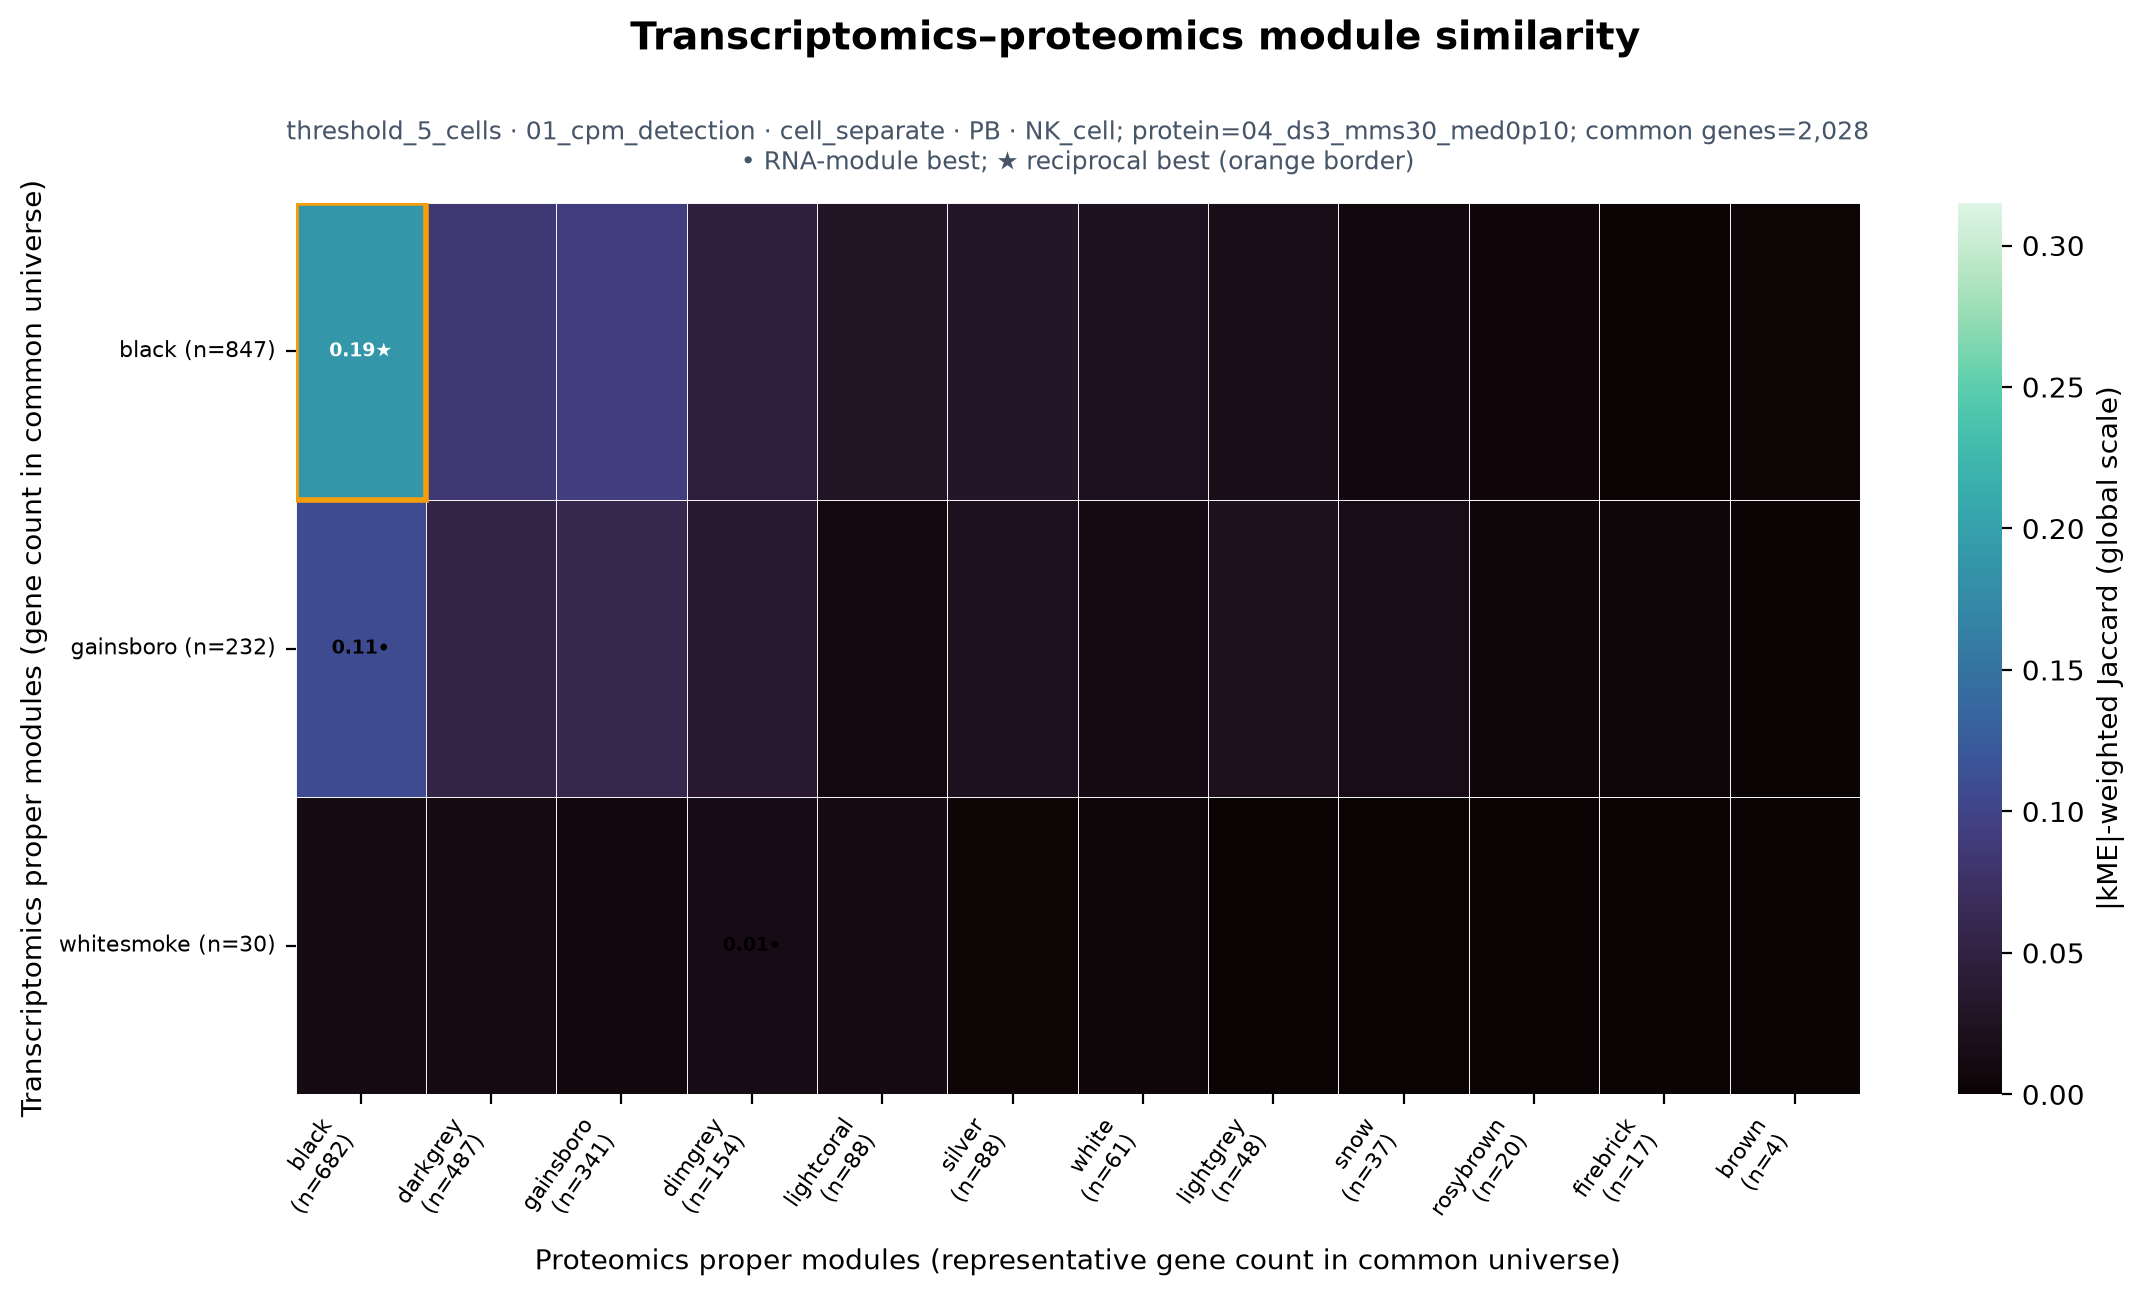 Transcriptomics–proteomics module similarity
threshold_5_cells · 01_cpm_detection · cell_separate · PB · NK_cell; protein=04_ds3_mms30_med0p10; common genes=2,028
• RNA-module best; ★ reciprocal best (orange border)
Transcriptomics proper modules (gene count in common universe)
black (n=847)
gainsboro (n=232)
whitesmoke (n=30)
0.19★
0.11•
0.01•
black
(n=682)
darkgrey
(n=487)
gainsboro
(n=341)
dimgrey
(n=154)
lightcoral
(n=88)
silver
(n=88)
white
(n=61)
lightgrey
(n=48)
snow
(n=37)
rosybrown
(n=20)
firebrick
(n=17)
brown
(n=4)
Proteomics proper modules (representative gene count in common universe)
0.30
0.25
0.20
0.15
0.10
0.05
0.00
|kME|-weighted Jaccard (global scale)